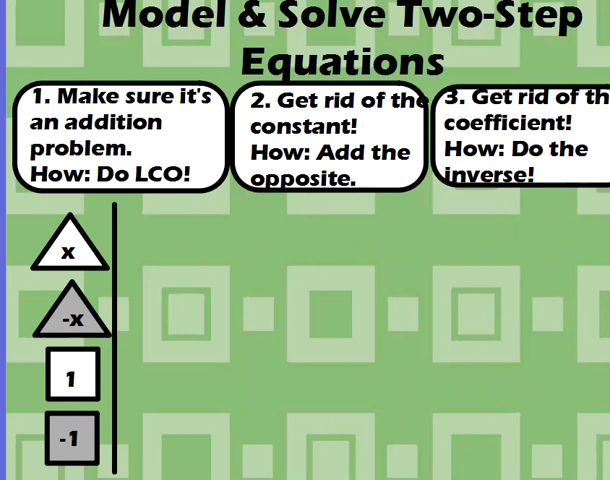 Model & Solve Two-Step
Equations
1. Make sure it's
an addition
problem.
How: Do LCO!
2. Get rid of the
constant!
How: Add the
opposite.
3. Get rid of th
coefficient!
How: Do the
inverse!
x
-x
1
-1